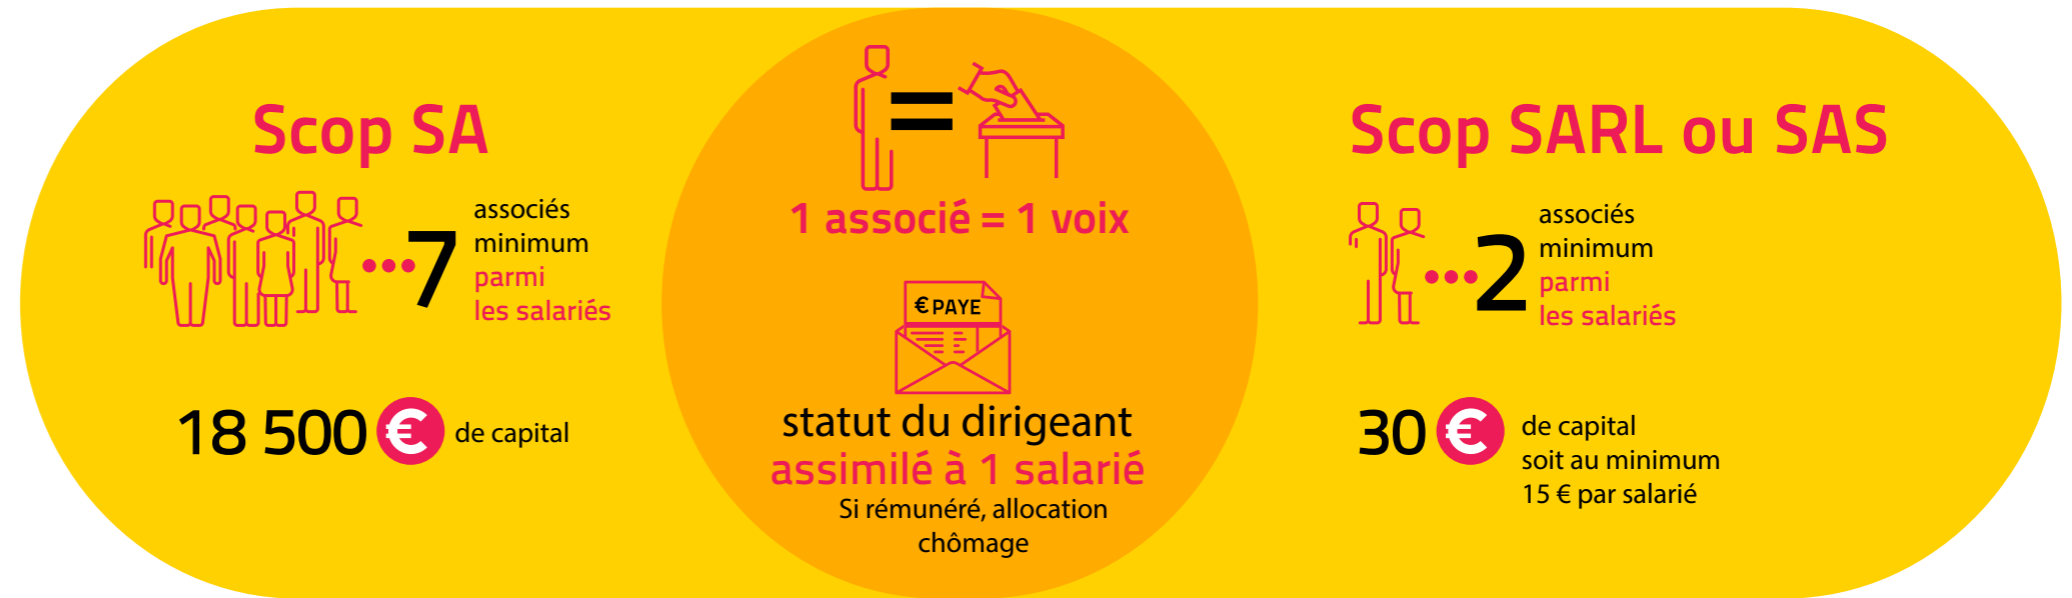 Scop SA
...7
associés
minimum
parmi
les salariés
18 500 €
de capital
1 associé = 1 voix
€ PAYE
statut du dirigeant
assimilé à 1 salarié
Si rémunéré, allocation
chômage
Scop SARL ou SAS
...2
associés
minimum
parmi
les salariés
30 €
de capital
soit au minimum
15 € par salarié